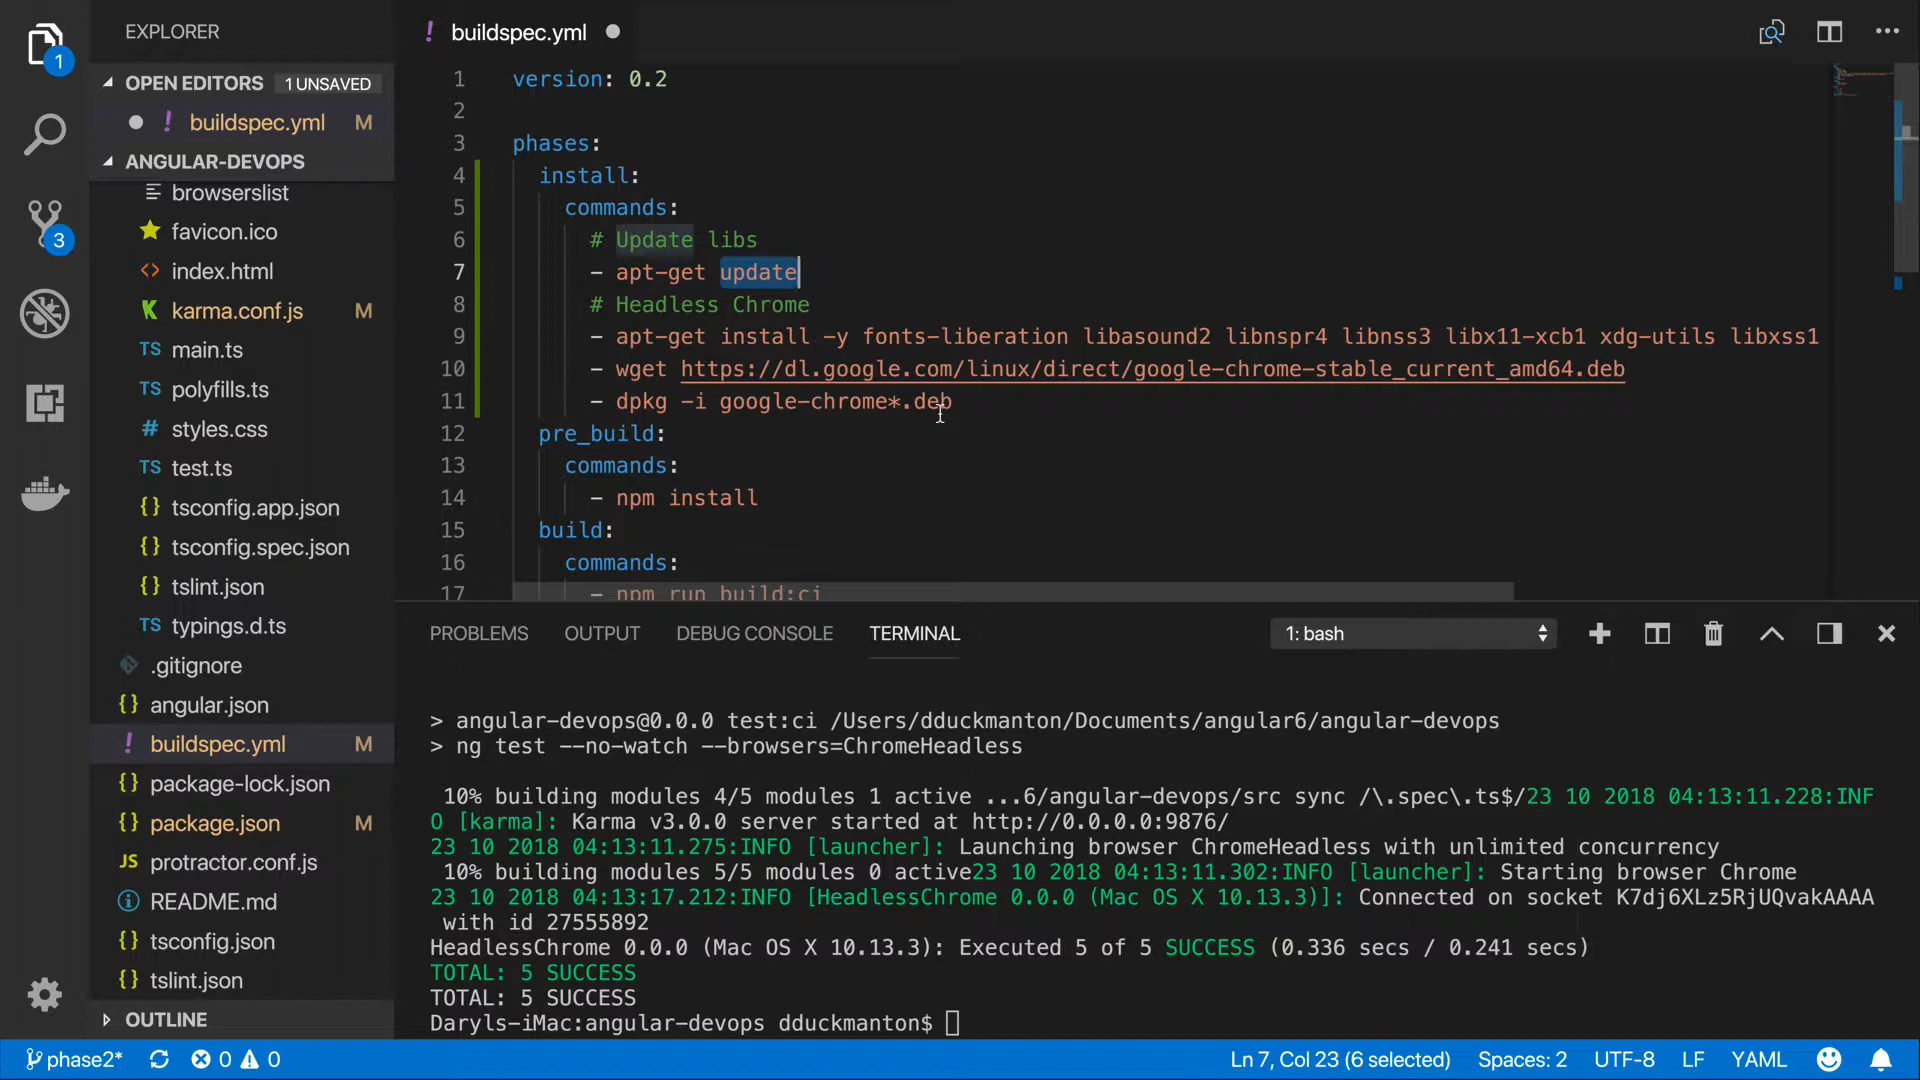 EXPLORER
OPEN EDITORS 1 UNSAVED
buildspec.yml M
ANGULAR-DEVOPS
browserslist
favicon.ico
index.html
karma.conf.js M
TS main.ts
TS polyfills.ts
# styles.css
TS test.ts
{} tsconfig.app.json
{} tsconfig.spec.json
{} tslint.json
TS typings.d.ts
.gitignore
{} angular.json
! buildspec.yml M
{} package-lock.json
{} package.json M
JS protractor.conf.js
README.md
{} tsconfig.json
{} tslint.json
OUTLINE
1
3
! buildspec.yml
1 version: 0.2
2
3 phases:
4 install:
5 commands:
6 # Update libs
7 - apt-get update
8 # Headless Chrome
9 - apt-get install -y fonts-liberation libasound2 libnspr4 libnss3 libx11-xcb1 xdg-utils libxss1
10 - wget https://dl.google.com/linux/direct/google-chrome-stable_current_amd64.deb
11 - dpkg -i google-chrome*.deb
12 pre_build:
13 commands:
14 - npm install
15 build:
16 commands:
17 - npm run build:ci
PROBLEMS OUTPUT DEBUG CONSOLE TERMINAL 1: bash
> angular-devops@0.0.0 test:ci /Users/dduckmanton/Documents/angular6/angular-devops
> ng test --no-watch --browsers=ChromeHeadless
10% building modules 4/5 modules 1 active ...6/angular-devops/src sync /\.spec\.ts$/23 10 2018 04:13:11.228:INF
O [karma]: Karma v3.0.0 server started at http://0.0.0.0:9876/
23 10 2018 04:13:11.275:INFO [launcher]: Launching browser ChromeHeadless with unlimited concurrency
10% building modules 5/5 modules 0 active23 10 2018 04:13:11.302:INFO [launcher]: Starting browser Chrome
23 10 2018 04:13:17.212:INFO [HeadlessChrome 0.0.0 (Mac OS X 10.13.3)]: Connected on socket K7dj6XLz5RjUQvakAAAA
with id 27555892
HeadlessChrome 0.0.0 (Mac OS X 10.13.3): Executed 5 of 5 SUCCESS (0.336 secs / 0.241 secs)
TOTAL: 5 SUCCESS
TOTAL: 5 SUCCESS
Daryls-iMac:angular-devops dduckmanton$
phase2* 0 0 Ln 7, Col 23 (6 selected) Spaces: 2 UTF-8 LF YAML